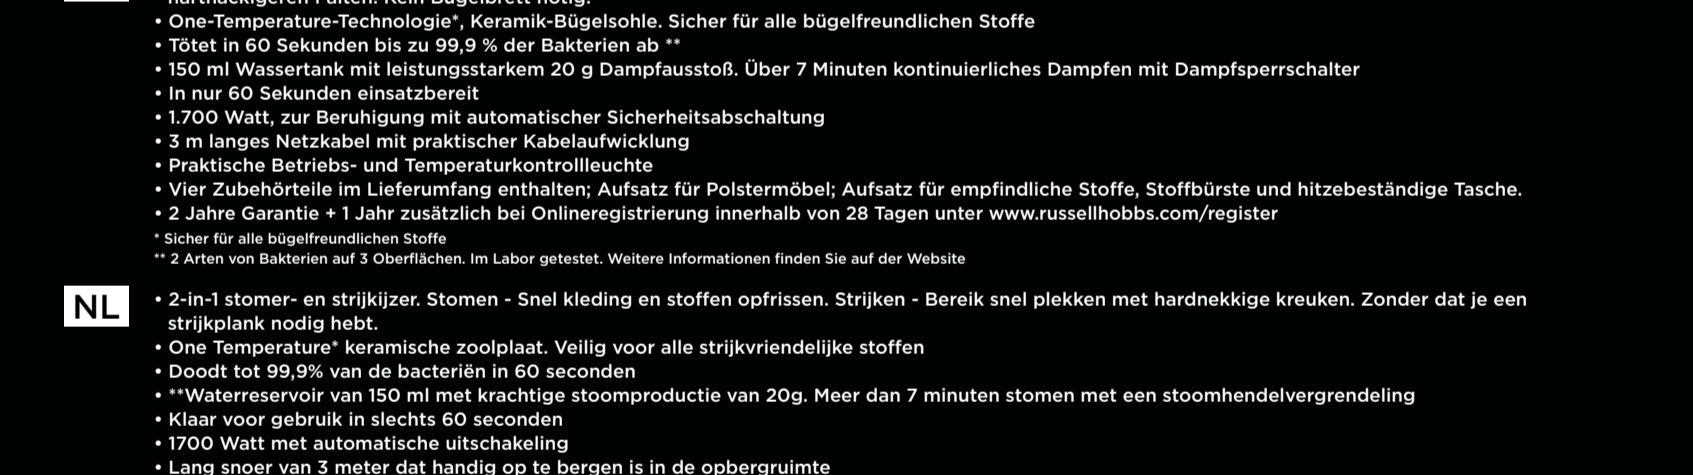 hartnäckigeren Falten. Kein Bügelbrett nötig.
• One-Temperature-Technologie*, Keramik-Bügelsohle. Sicher für alle bügelfreundlichen Stoffe
• Tötet in 60 Sekunden bis zu 99,9 % der Bakterien ab **
• 150 ml Wassertank mit leistungsstarkem 20 g Dampfausstoß. Über 7 Minuten kontinuierliches Dampfen mit Dampfsperrschalter
• In nur 60 Sekunden einsatzbereit
• 1.700 Watt, zur Beruhigung mit automatischer Sicherheitsabschaltung
• 3 m langes Netzkabel mit praktischer Kabelaufwicklung
• Praktische Betriebs- und Temperaturkontrollleuchte
• Vier Zubehörteile im Lieferumfang enthalten; Aufsatz für Polstermöbel; Aufsatz für empfindliche Stoffe, Stoffbürste und hitzebeständige Tasche.
• 2 Jahre Garantie + 1 Jahr zusätzlich bei Onlineregistrierung innerhalb von 28 Tagen unter www.russellhobbs.com/register
* Sicher für alle bügelfreundlichen Stoffe
** 2 Arten von Bakterien auf 3 Oberflächen. Im Labor getestet. Weitere Informationen finden Sie auf der Website
NL • 2-in-1 stomer- en strijkijzer. Stomen - Snel kleding en stoffen opfrissen. Strijken - Bereik snel plekken met hardnekkige kreuken. Zonder dat je een
strijkplank nodig hebt.
• One Temperature* keramische zoolplaat. Veilig voor alle strijkvriendelijke stoffen
• Doodt tot 99,9% van de bacteriën in 60 seconden
• **Waterreservoir van 150 ml met krachtige stoomproductie van 20g. Meer dan 7 minuten stomen met een stoomhendelvergrendeling
• Klaar voor gebruik in slechts 60 seconden
• 1700 Watt met automatische uitschakeling
• Lang snoer van 3 meter dat handig op te bergen is in de opbergruimte